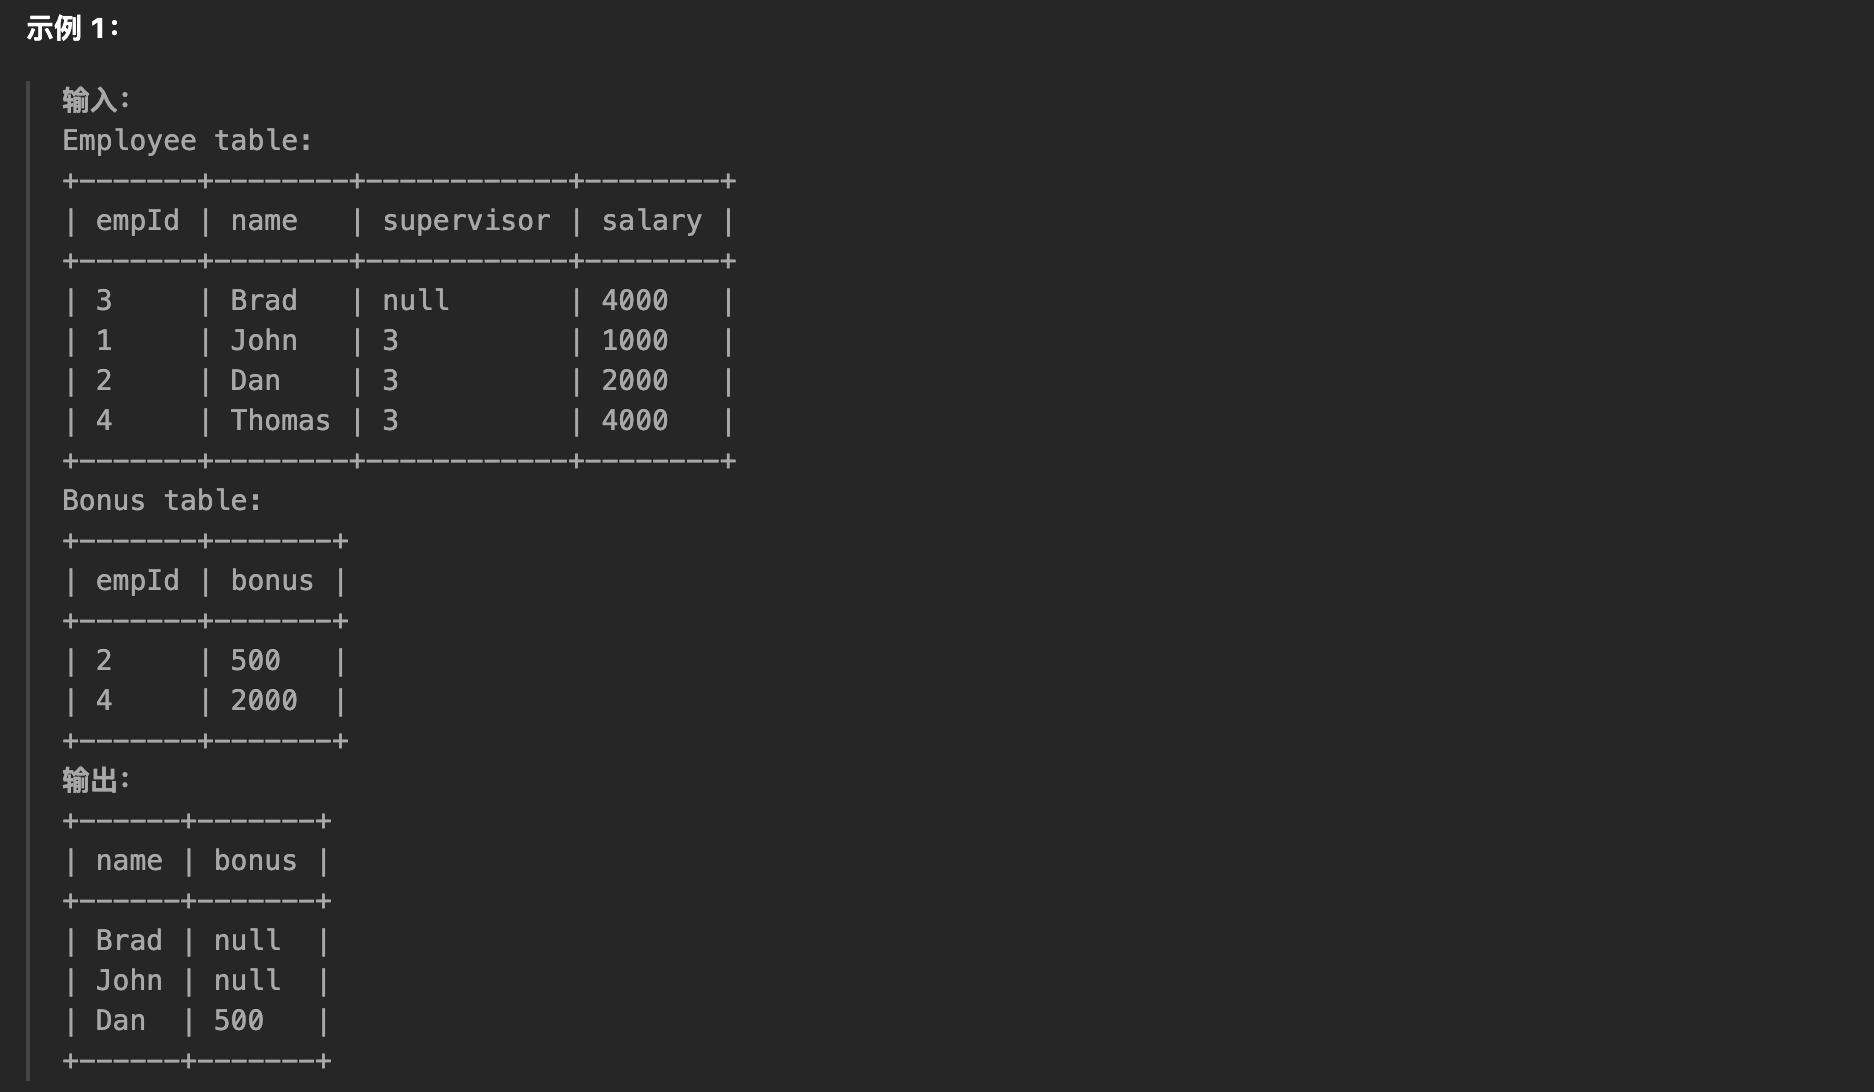 示例 1：
输入：
Employee table:
+-------+--------+------------+--------+
| empId | name   | supervisor | salary |
+-------+--------+------------+--------+
| 3     | Brad   | null       | 4000   |
| 1     | John   | 3          | 1000   |
| 2     | Dan    | 3          | 2000   |
| 4     | Thomas | 3          | 4000   |
+-------+--------+------------+--------+
Bonus table:
+-------+-------+
| empId | bonus |
+-------+-------+
| 2     | 500   |
| 4     | 2000  |
+-------+-------+
输出：
+------+-------+
| name | bonus |
+------+-------+
| Brad | null  |
| John | null  |
| Dan  | 500   |
+------+-------+